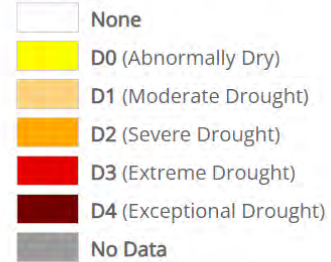 None
D0 (Abnormally Dry)
D1 (Moderate Drought)
D2 (Severe Drought)
D3 (Extreme Drought)
D4 (Exceptional Drought)
No Data